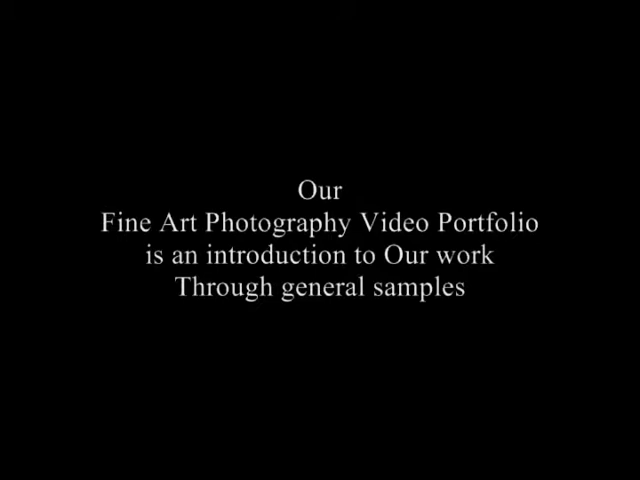 Our
Fine Art Photography Video Portfolio
is an introduction to Our work
Through general samples